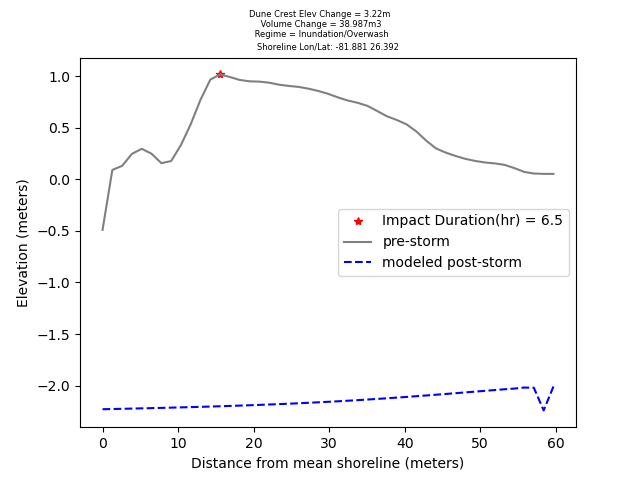 Dune Crest Elev Change = 3.22m
Volume Change = 38.987m3
Regime = Inundation/Overwash
Shoreline Lon/Lat: -81.881 26.392
1.0
0.5
0.0
−0.5
−1.0
−1.5
−2.0
Elevation (meters)
Impact Duration(hr) = 6.5
pre-storm
modeled post-storm
0 10 20 30 40 50 60
Distance from mean shoreline (meters)